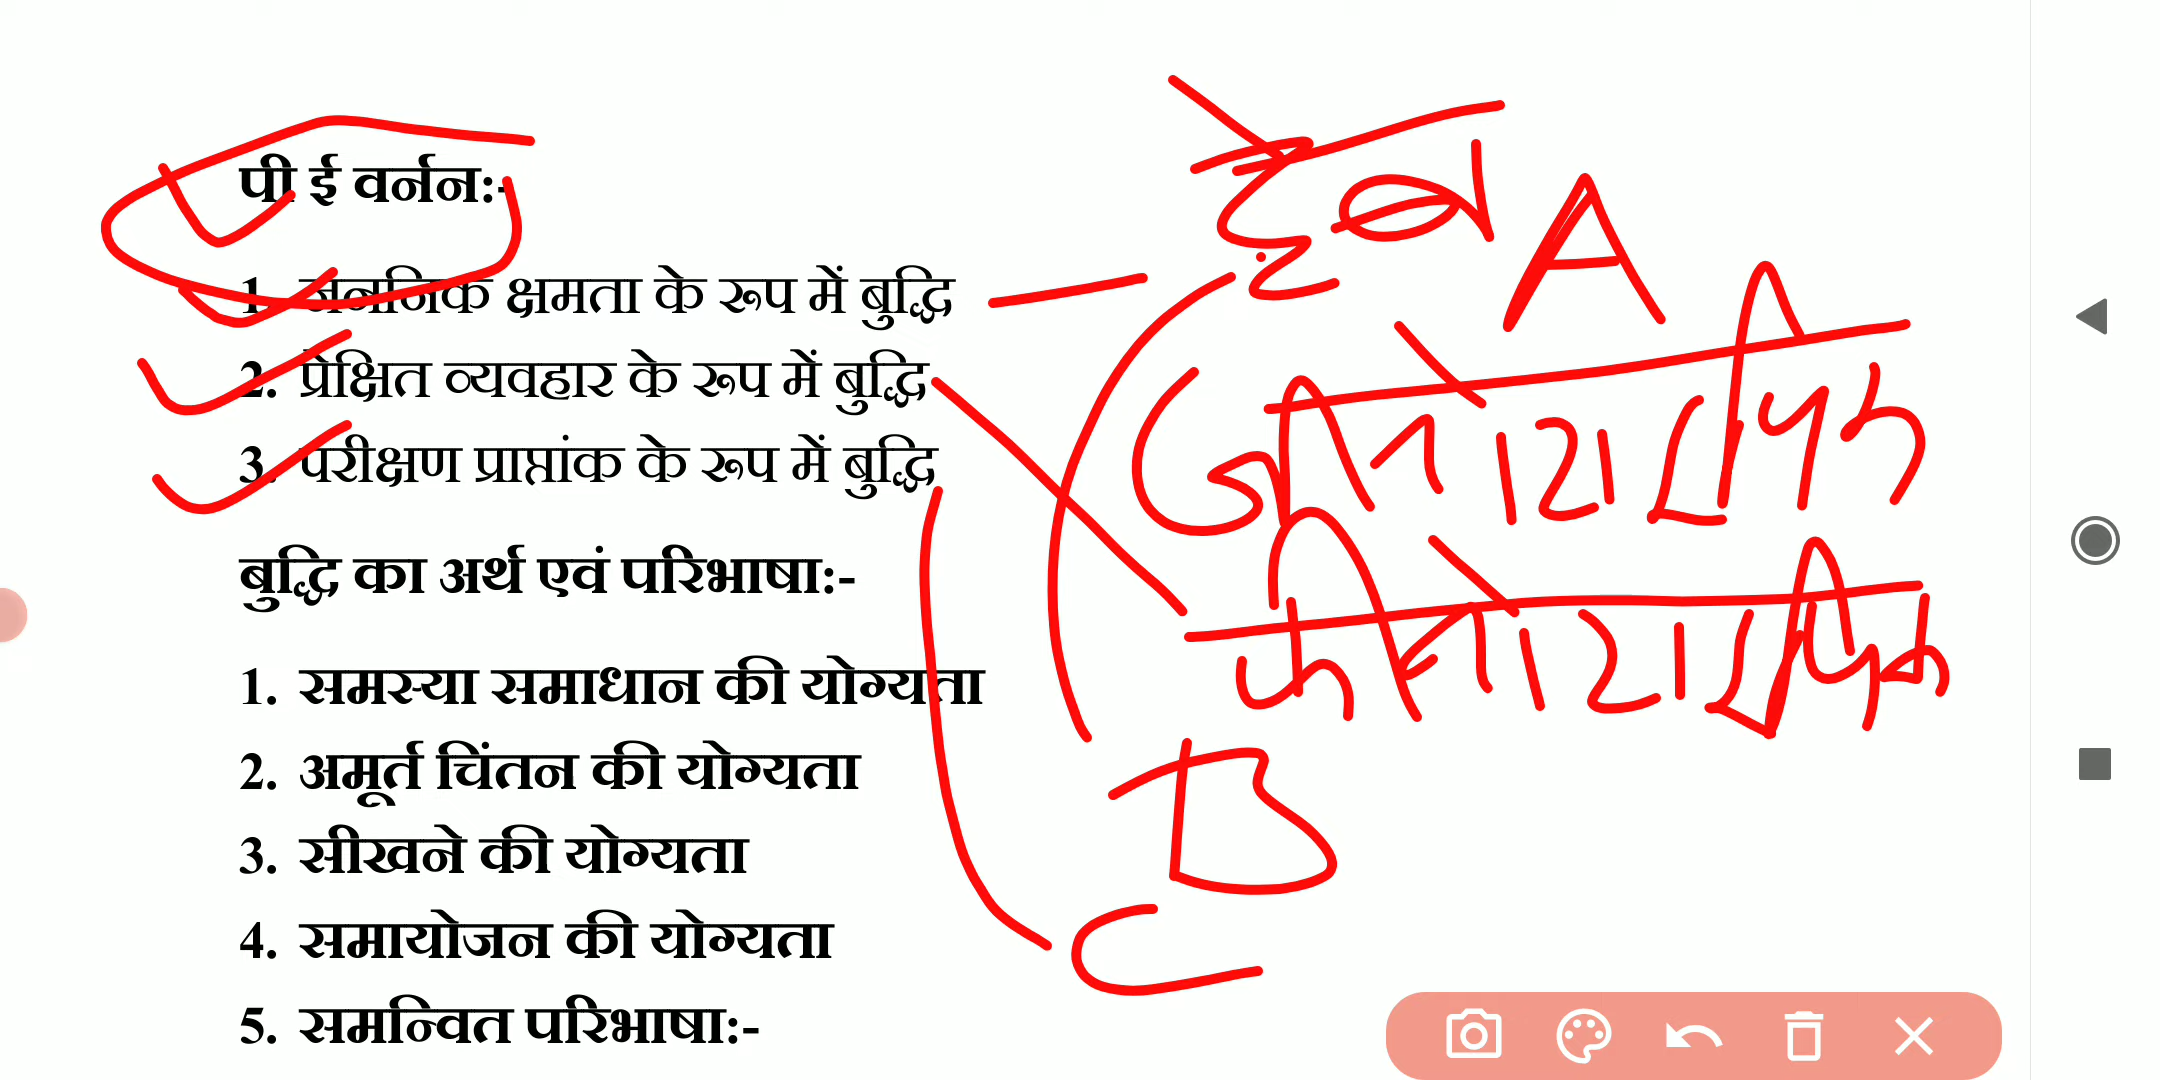 पी ई वर्नन:-
1. जननिक क्षमता के रूप में बुद्धि
2. प्रेक्षित व्यवहार के रूप में बुद्धि
3. परीक्षण प्राप्तांक के रूप में बुद्धि
बुद्धि का अर्थ एवं परिभाषा:-
1. समस्या समाधान की योग्यता
2. अमूर्त चिंतन की योग्यता
3. सीखने की योग्यता
4. समायोजन की योग्यता
5. समन्वित परिभाषा:-
हैव A
जीनाशार्यिक
B
C